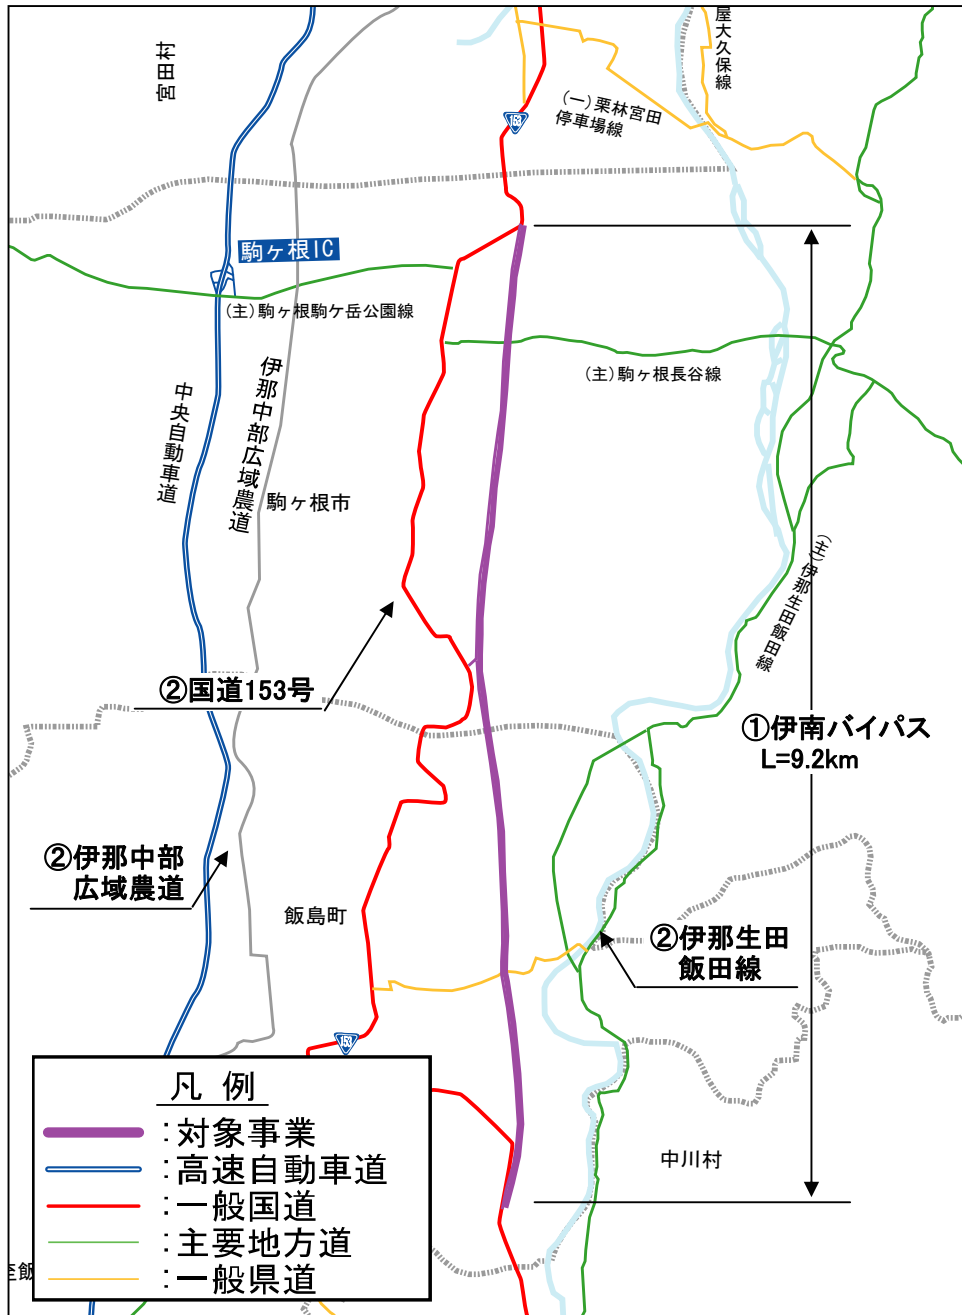 宮田村
屋大久保線
153
(一)栗林宮田
停車場線
駒ヶ根IC
(主)駒ヶ根駒ケ岳公園線
(主)駒ヶ根長谷線
中央自動車道
伊那中部広域農道
駒ヶ根市
(主)伊那生田飯田線
②国道153号
①伊南バイパス
L=9.2km
②伊那中部
広域農道
飯島町
②伊那生田
飯田線
153
中川村
凡 例
:対象事業
:高速自動車道
:一般国道
:主要地方道
:一般県道
至飯